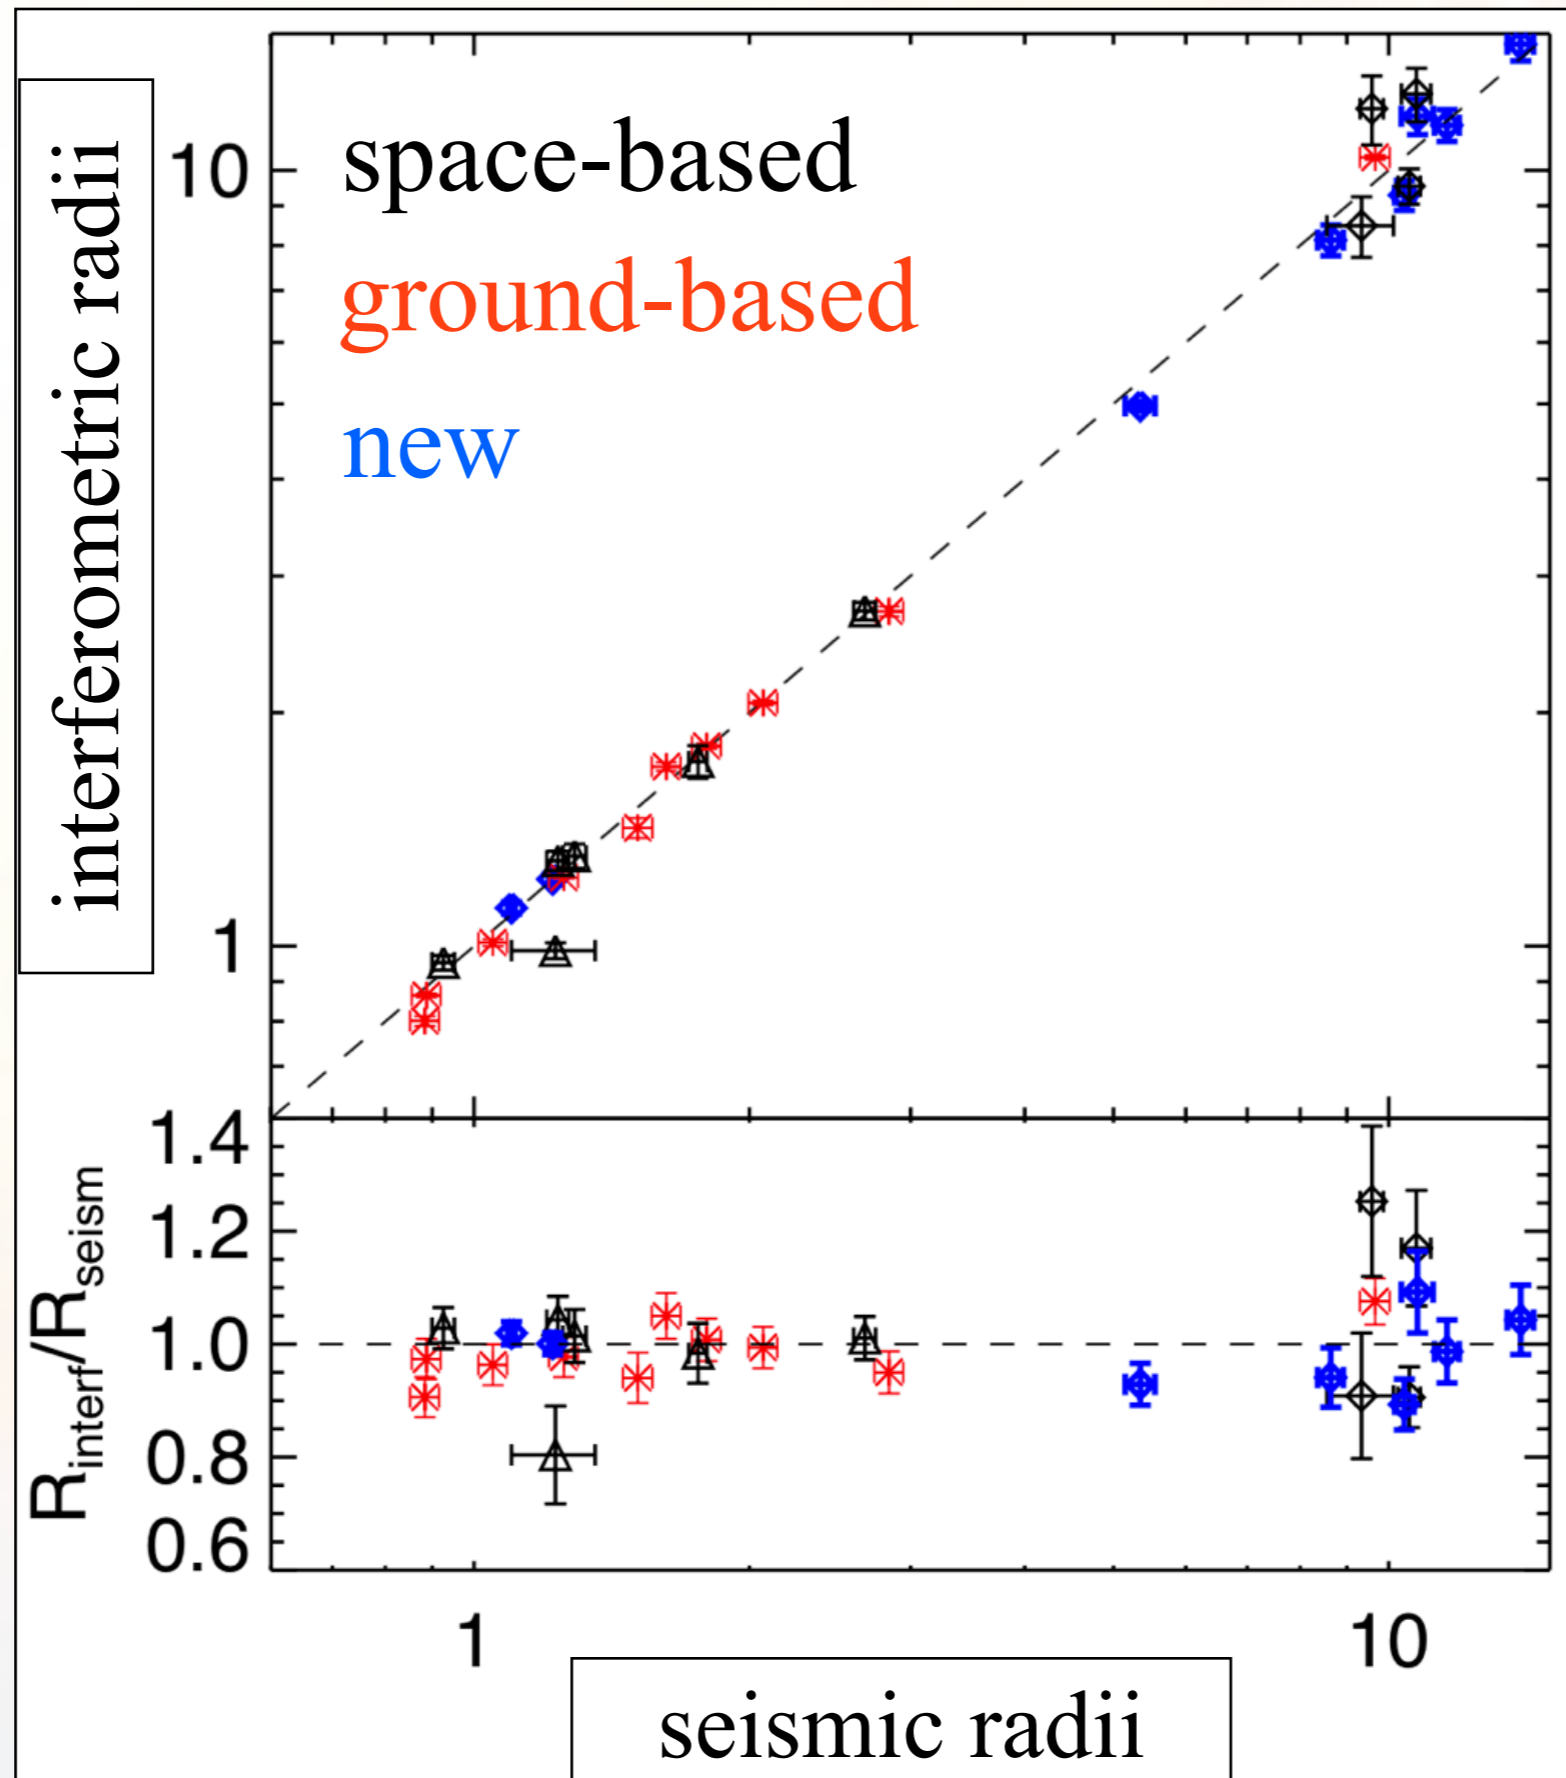 interferometric radii
10
1
space-based
ground-based
new
R_interf/R_seism
1.4
1.2
1.0
0.8
0.6
1
10
seismic radii